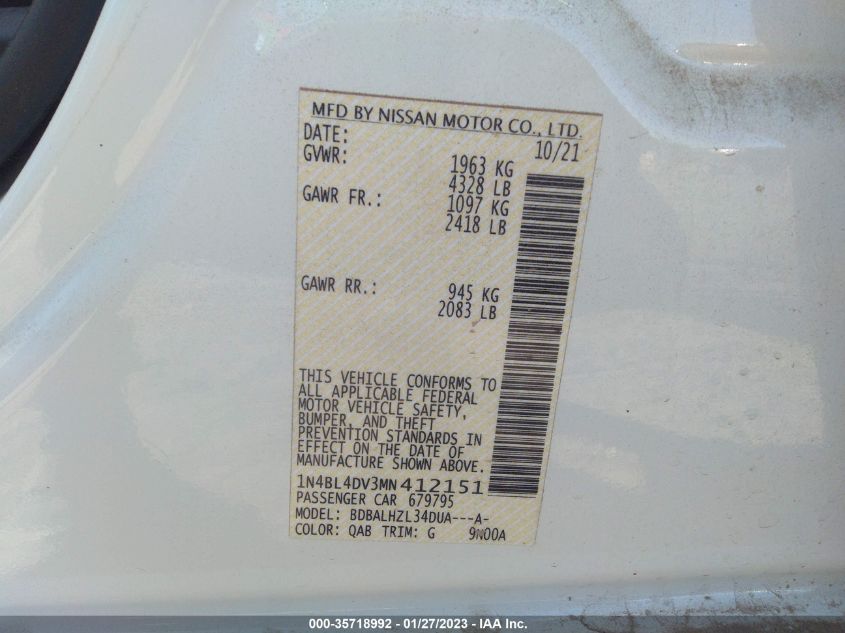 MFD BY NISSAN MOTOR CO., LTD.
DATE: 10/21
GVWR: 1963 KG
4328 LB
GAWR FR.: 1097 KG
2418 LB
GAWR RR.: 945 KG
2083 LB
THIS VEHICLE CONFORMS TO
ALL APPLICABLE FEDERAL
MOTOR VEHICLE SAFETY,
BUMPER, AND THEFT
PREVENTION STANDARDS IN
EFFECT ON THE DATE OF
MANUFACTURE SHOWN ABOVE.
1N4BL4DV3MN412151
PASSENGER CAR 679795
MODEL: BDBALHZL34DUA---A-
COLOR: QAB TRIM: G 9N00A
000-35718992 - 01/27/2023 - IAA Inc.